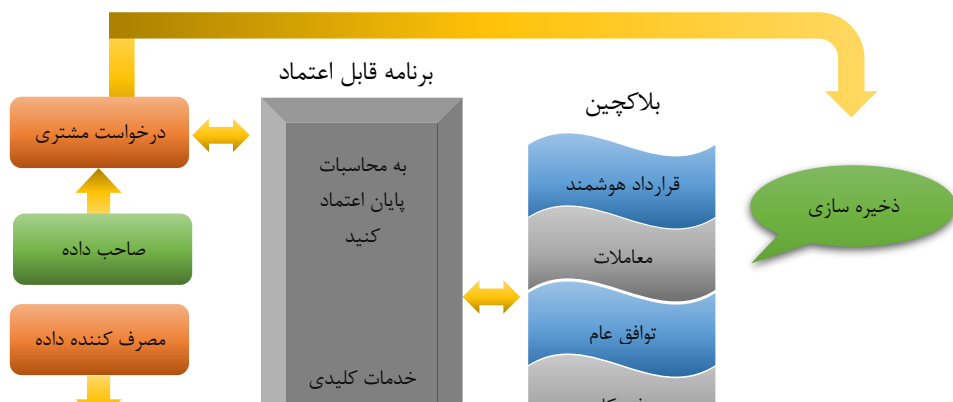 برنامه قابل اعتماد
بلاکچین
درخواست مشتری
به محاسبات
پایان اعتماد
کنید
قرارداد هوشمند
ذخیره سازی
صاحب داده
معاملات
مصرف کننده داده
توافق عام
خدمات کلیدی